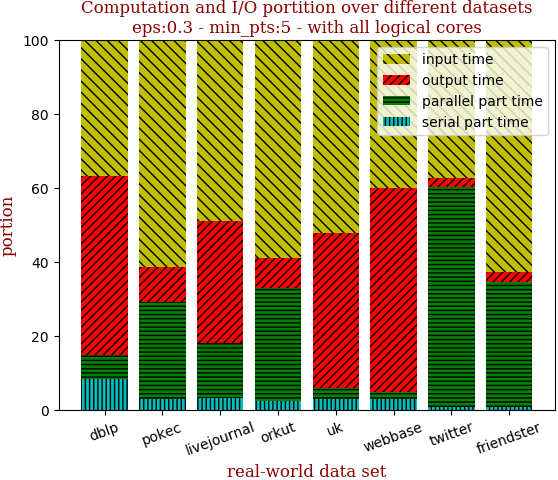 Computation and I/O portition over different datasets
eps:0.3 - min_pts:5 - with all logical cores
input time
output time
parallel part time
serial part time
portion
100
80
60
40
20
0
dblp
pokec
livejournal
orkut
uk
webbase
twitter
friendster
real-world data set